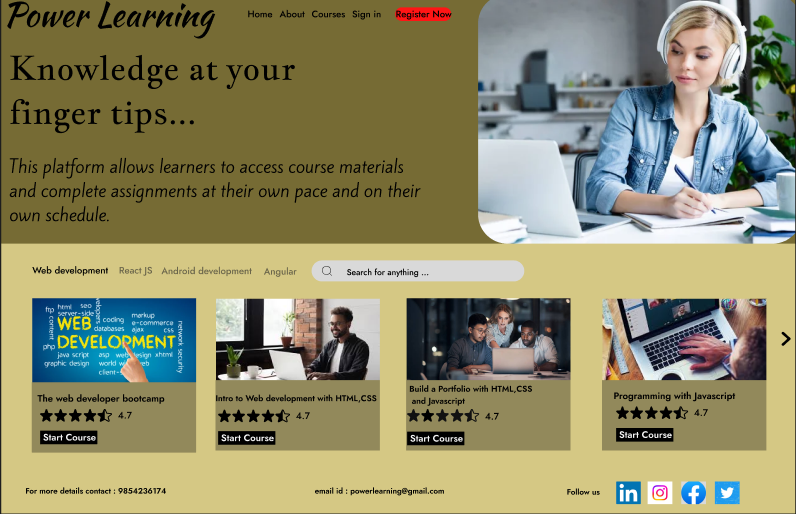 Power Learning
Home About Courses Sign in Register Now
Knowledge at your
finger tips...
This platform allows learners to access course materials
and complete assignments at their own pace and on their
own schedule.
Web development React JS Android development Angular
Search for anything ...
ftp html seo cookies
server-side
content
WEB coding markup
databases e-commerce
ajax css
DEVELOPMENT
php java script asp web design xhtml
graphic design world web
client-
network security
The web developer bootcamp
4.7
Start Course
Intro to Web development with HTML,CSS
4.7
Start Course
Build a Portfolio with HTML,CSS
and Javascript
4.7
Start Course
Programming with Javascript
4.7
Start Course
For more details contact : 9854236174
email id : powerlearning@gmail.com
Follow us
in